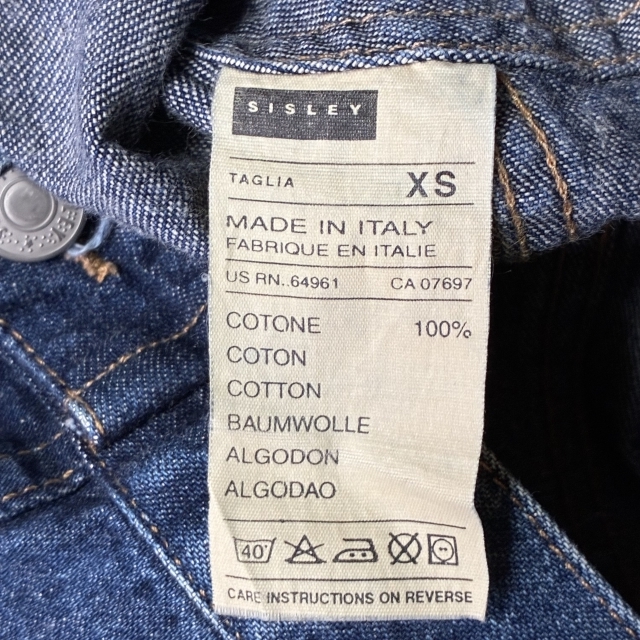 SISLEY
TAGLIA XS
MADE IN ITALY
FABRIQUE EN ITALIE
US RN..64961 CA 07697
COTONE 100%
COTON
COTTON
BAUMWOLLE
ALGODON
ALGODAO
40°
CARE INSTRUCTIONS ON REVERSE